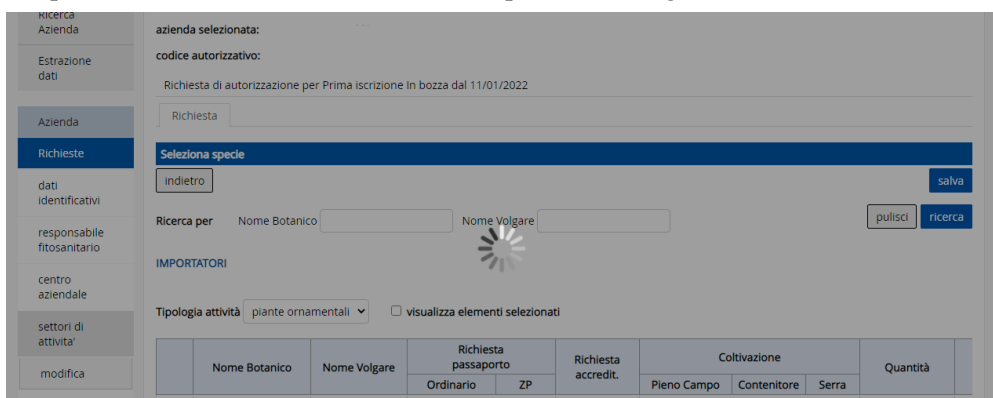 Ricerca
Azienda
Estrazione
dati
Azienda
Richieste
dati
identificativi
responsabile
fitosanitario
centro
aziendale
settori di
attivita'
modifica
azienda selezionata:
codice autorizzativo:
Richiesta di autorizzazione per Prima iscrizione In bozza dal 11/01/2022
Richiesta
Seleziona specie
indietro salva
Ricerca per Nome Botanico Nome Volgare pulisci ricerca
IMPORTATORI
Tipologia attività piante ornamentali visualizza elementi selezionati
Nome Botanico Nome Volgare Richiesta passaporto Richiesta accredit. Coltivazione Quantità
Ordinario ZP Pieno Campo Contenitore Serra